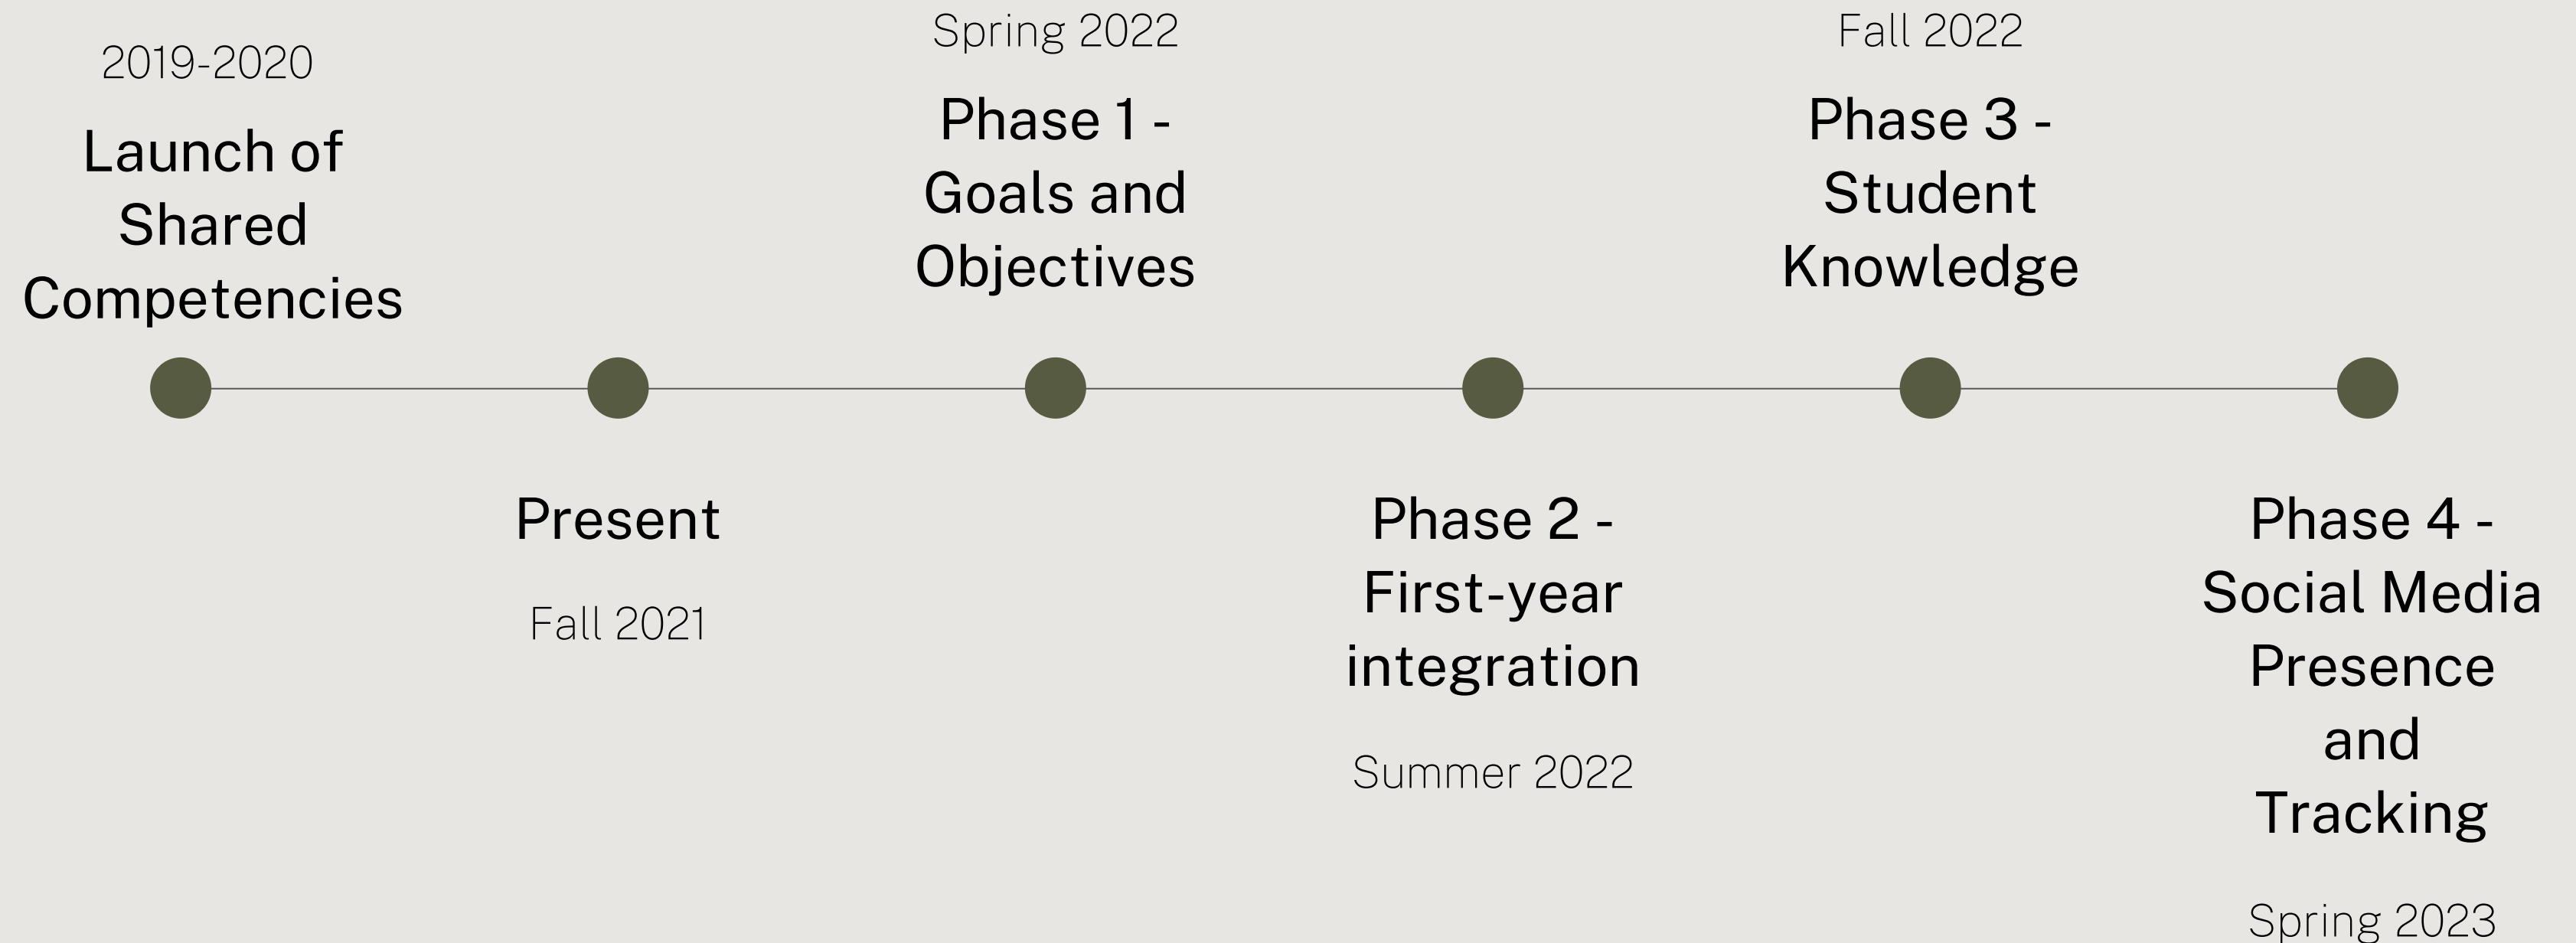 2019-2020
Launch of
Shared
Competencies
Present
Fall 2021
Spring 2022
Phase 1 -
Goals and
Objectives
Phase 2 -
First-year
integration
Summer 2022
Fall 2022
Phase 3 -
Student
Knowledge
Phase 4 -
Social Media
Presence
and
Tracking
Spring 2023